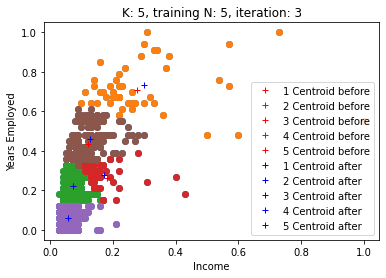 K: 5, training N: 5, iteration: 3
1.0
0.8
0.6
0.4
0.2
0.0
Years Employed
1 Centroid before
2 Centroid before
3 Centroid before
4 Centroid before
5 Centroid before
1 Centroid after
2 Centroid after
3 Centroid after
4 Centroid after
5 Centroid after
0.0 0.2 0.4 0.6 0.8 1.0
Income